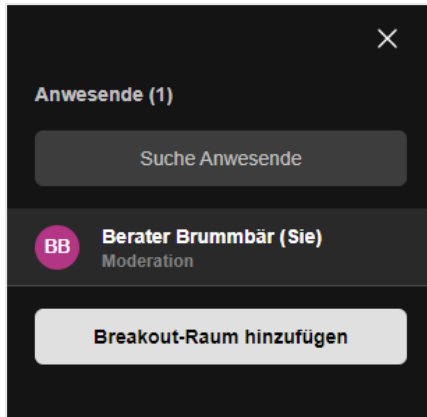 Anwesende (1)
Suche Anwesende
BB
Berater Brummbär (Sie)
Moderation
Breakout-Raum hinzufügen